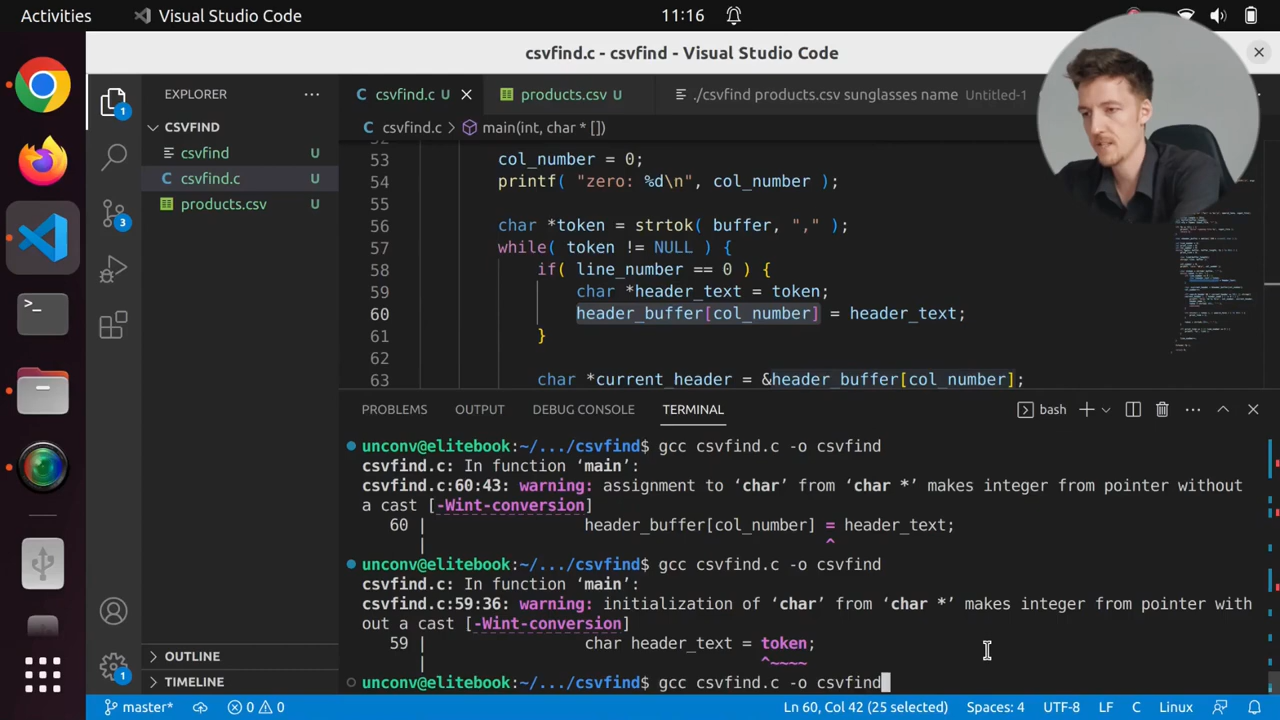 Activities
Visual Studio Code
11:16
csvfind.c - csvfind - Visual Studio Code
EXPLORER
csvfind.c U
products.csv U
./csvfind products.csv sunglasses name Untitled-1
CSVFIND
csvfind.c > main(int, char * [])
csvfind U
csvfind.c U
products.csv U
53 col_number = 0;
54 printf( "zero: %d\n", col_number );
55
56 char *token = strtok( buffer, "," );
57 while( token != NULL ) {
58 if( line_number == 0 ) {
59 char *header_text = token;
60 header_buffer[col_number] = header_text;
61 }
62
63 char *current_header = &header_buffer[col_number];
PROBLEMS OUTPUT DEBUG CONSOLE TERMINAL
bash
unconv@elitebook:~/.../csvfind$ gcc csvfind.c -o csvfind
csvfind.c: In function ‘main’:
csvfind.c:60:43: warning: assignment to ‘char’ from ‘char *’ makes integer from pointer without
a cast [-Wint-conversion]
60 | header_buffer[col_number] = header_text;
| ^
unconv@elitebook:~/.../csvfind$ gcc csvfind.c -o csvfind
csvfind.c: In function ‘main’:
csvfind.c:59:36: warning: initialization of ‘char’ from ‘char *’ makes integer from pointer with
out a cast [-Wint-conversion]
59 | char header_text = token;
| ^~~~~
unconv@elitebook:~/.../csvfind$ gcc csvfind.c -o csvfind
OUTLINE
TIMELINE
1
3
1
master*
0 0
Ln 60, Col 42 (25 selected)
Spaces: 4
UTF-8
LF
C
Linux